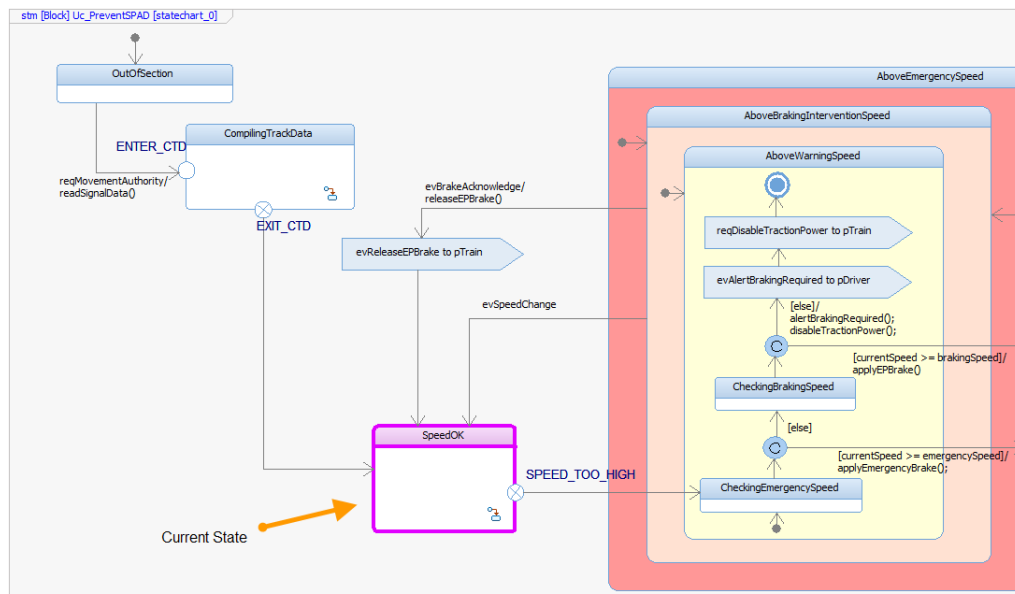 stm [Block] Uc_PreventSPAD [statechart_0]
OutOfSection
AboveEmergencySpeed
AboveBrakingInterventionSpeed
CompilingTrackData
ENTER_CTD
AboveWarningSpeed
reqMovementAuthority/
readSignalData()
evBrakeAcknowledge/
releaseEPBrake()
EXIT_CTD
reqDisableTractionPower to pTrain
evReleaseEPBrake to pTrain
evAlertBrakingRequired to pDriver
evSpeedChange
[else]/
alertBrakingRequired();
disableTractionPower();
C
[currentSpeed >= brakingSpeed]/
applyEPBrake()
CheckingBrakingSpeed
[else]
SpeedOK
C
[currentSpeed >= emergencySpeed]/
applyEmergencyBrake();
SPEED_TOO_HIGH
CheckingEmergencySpeed
Current State